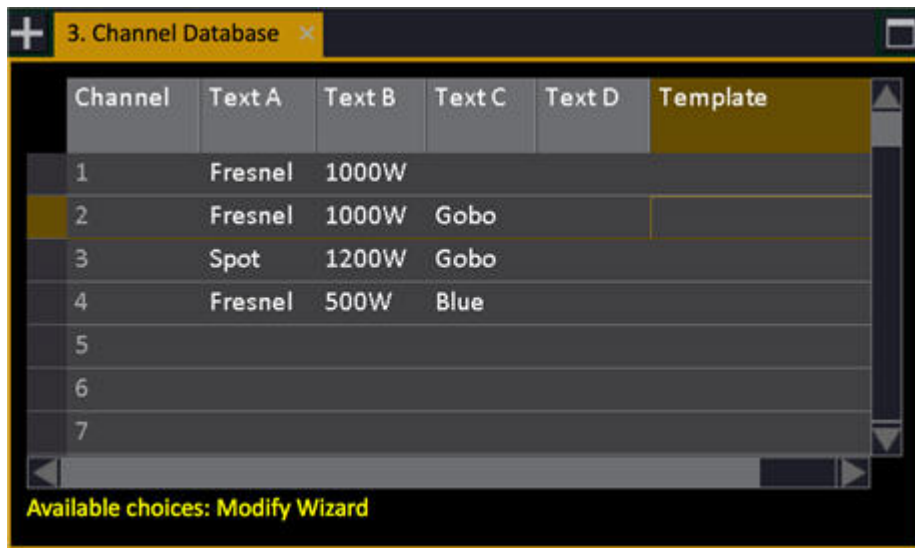 3. Channel Database
Channel Text A Text B Text C Text D Template
1 Fresnel 1000W
2 Fresnel 1000W Gobo
3 Spot 1200W Gobo
4 Fresnel 500W Blue
5
6
7
Available choices: Modify Wizard